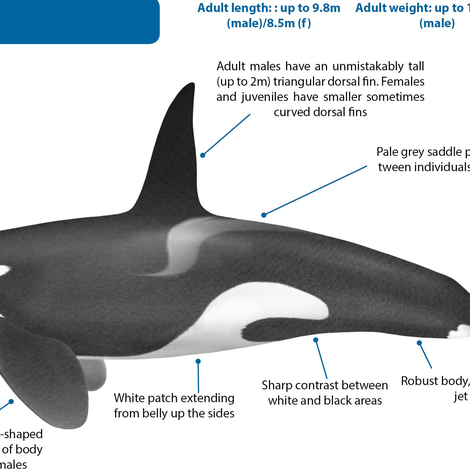 Adult length: : up to 9.8m
(male)/8.5m (f)
Adult weight: up to 1
(male)
Adult males have an unmistakably tall
(up to 2m) triangular dorsal fin. Females
and juveniles have smaller sometimes
curved dorsal fins
Pale grey saddle p
tween individuals
White patch extending
from belly up the sides
Sharp contrast between
white and black areas
Robust body,
jet
-shaped
of body
males